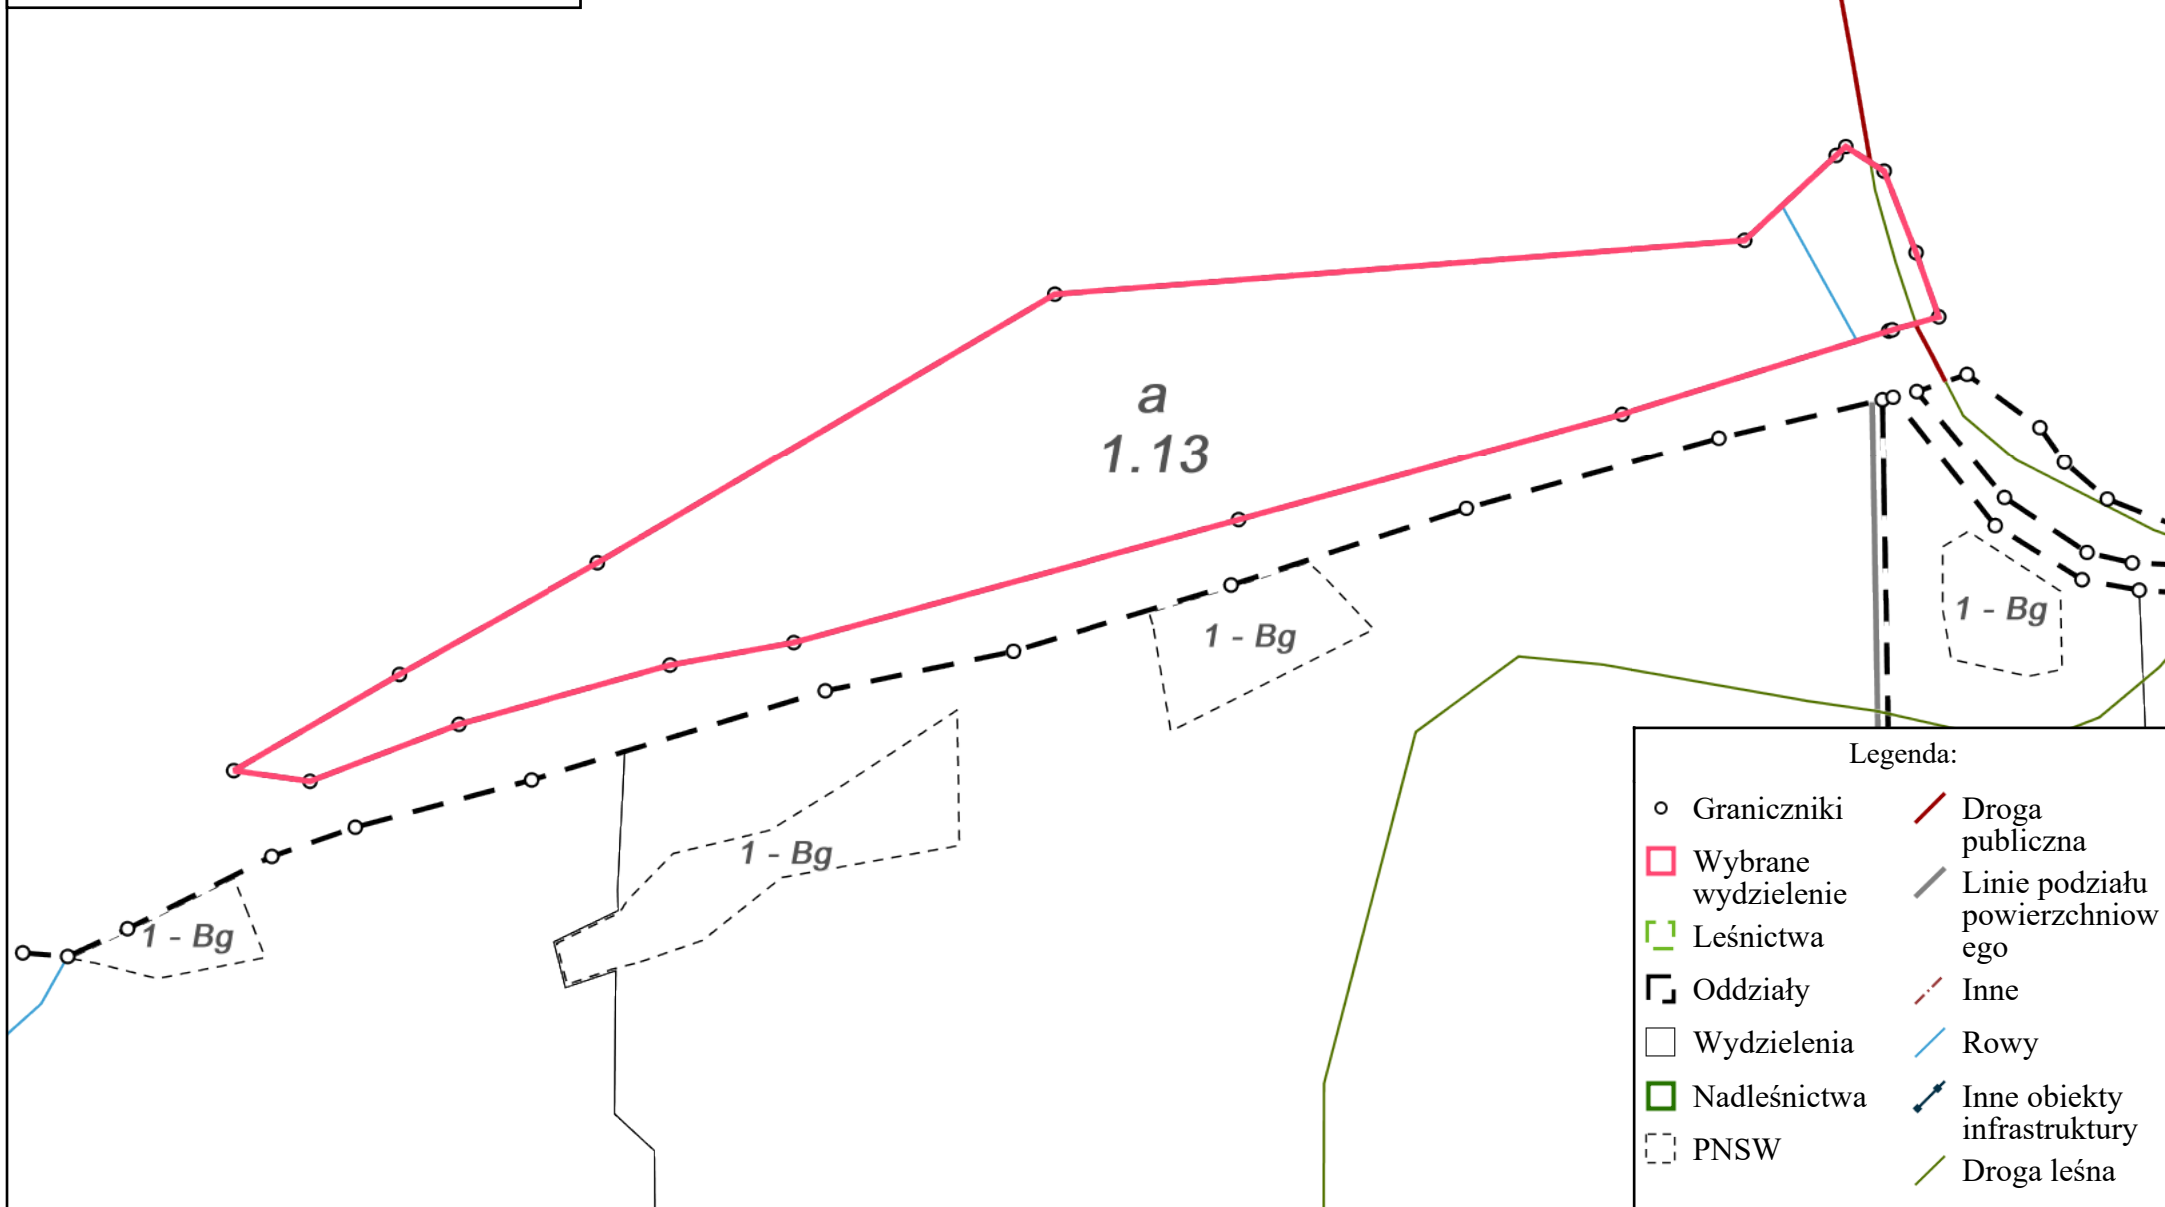 a
1.13
1 - Bg
1 - Bg
1 - Bg
1 - Bg
Legenda:
Graniczniki
Wybrane
wydzielenie
Leśnictwa
Oddziały
Wydzielenia
Nadleśnictwa
PNSW
Droga
publiczna
Linie podziału
powierzchniow
ego
Inne
Rowy
Inne obiekty
infrastruktury
Droga leśna